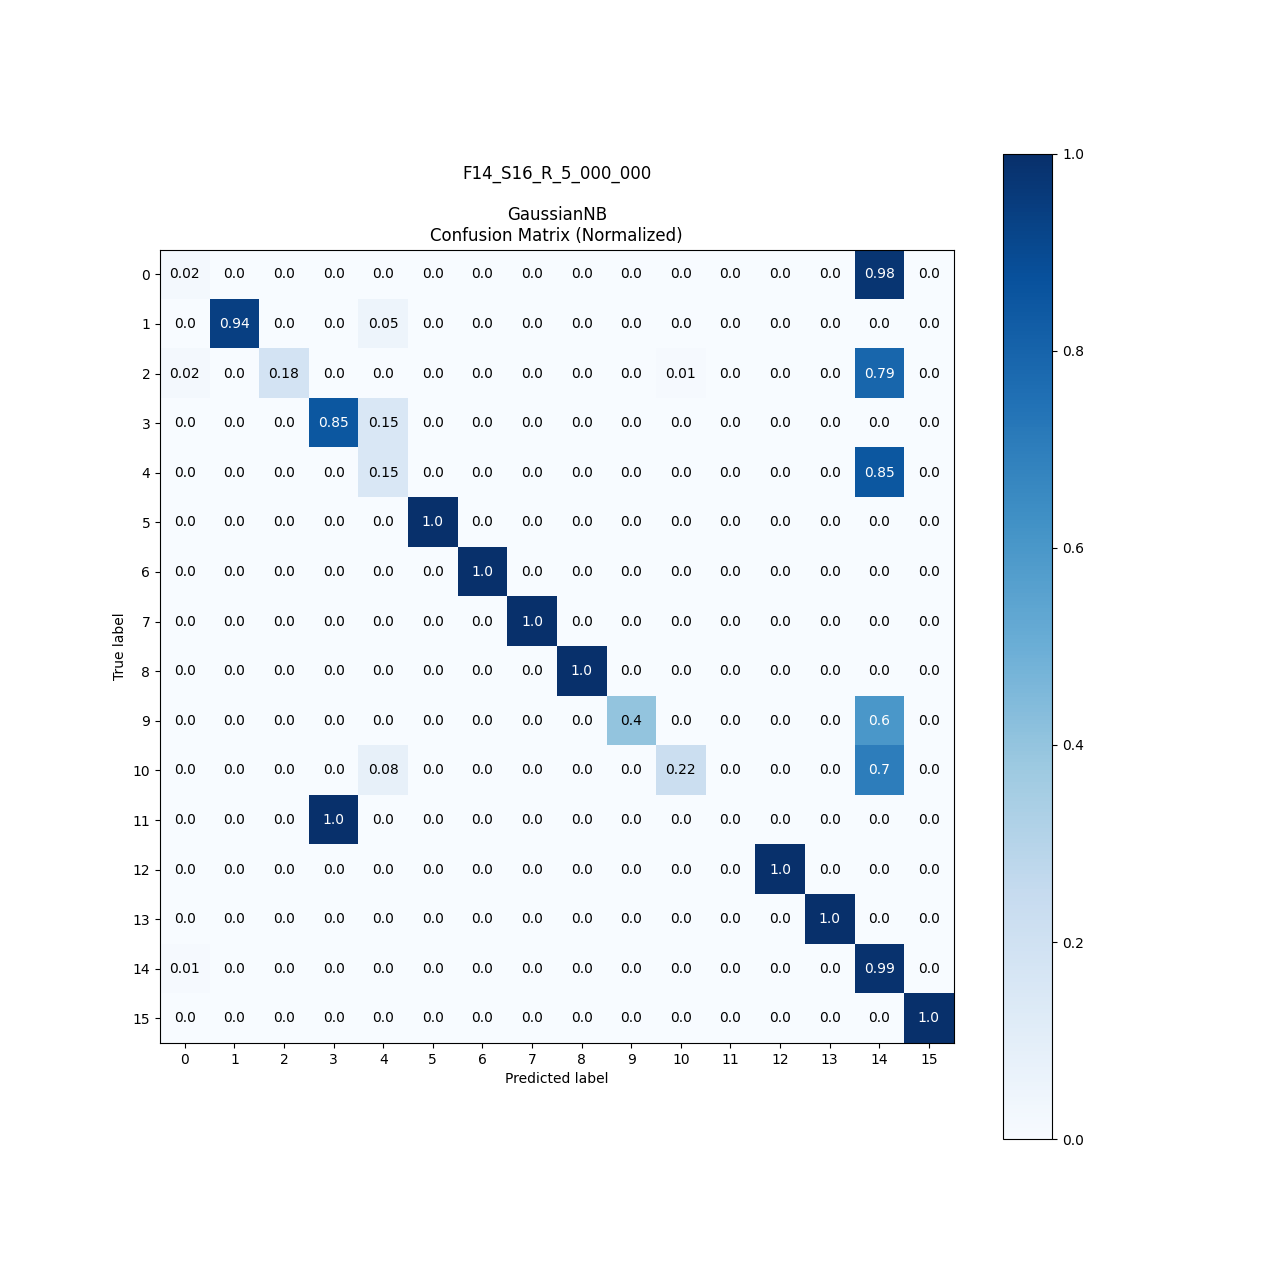 F14_S16_R_5_000_000
GaussianNB
Confusion Matrix (Normalized)
True label
0 0.02 0.0 0.0 0.0 0.0 0.0 0.0 0.0 0.0 0.0 0.0 0.0 0.0 0.0 0.98 0.0
1 0.0 0.94 0.0 0.0 0.05 0.0 0.0 0.0 0.0 0.0 0.0 0.0 0.0 0.0 0.0 0.0
2 0.02 0.0 0.18 0.0 0.0 0.0 0.0 0.0 0.0 0.0 0.01 0.0 0.0 0.0 0.79 0.0
3 0.0 0.0 0.0 0.85 0.15 0.0 0.0 0.0 0.0 0.0 0.0 0.0 0.0 0.0 0.0 0.0
4 0.0 0.0 0.0 0.0 0.15 0.0 0.0 0.0 0.0 0.0 0.0 0.0 0.0 0.0 0.85 0.0
5 0.0 0.0 0.0 0.0 0.0 1.0 0.0 0.0 0.0 0.0 0.0 0.0 0.0 0.0 0.0 0.0
6 0.0 0.0 0.0 0.0 0.0 0.0 1.0 0.0 0.0 0.0 0.0 0.0 0.0 0.0 0.0 0.0
7 0.0 0.0 0.0 0.0 0.0 0.0 0.0 1.0 0.0 0.0 0.0 0.0 0.0 0.0 0.0 0.0
8 0.0 0.0 0.0 0.0 0.0 0.0 0.0 0.0 1.0 0.0 0.0 0.0 0.0 0.0 0.0 0.0
9 0.0 0.0 0.0 0.0 0.0 0.0 0.0 0.0 0.0 0.4 0.0 0.0 0.0 0.0 0.6 0.0
10 0.0 0.0 0.0 0.0 0.08 0.0 0.0 0.0 0.0 0.0 0.22 0.0 0.0 0.0 0.7 0.0
11 0.0 0.0 0.0 1.0 0.0 0.0 0.0 0.0 0.0 0.0 0.0 0.0 0.0 0.0 0.0 0.0
12 0.0 0.0 0.0 0.0 0.0 0.0 0.0 0.0 0.0 0.0 0.0 0.0 1.0 0.0 0.0 0.0
13 0.0 0.0 0.0 0.0 0.0 0.0 0.0 0.0 0.0 0.0 0.0 0.0 0.0 1.0 0.0 0.0
14 0.01 0.0 0.0 0.0 0.0 0.0 0.0 0.0 0.0 0.0 0.0 0.0 0.0 0.0 0.99 0.0
15 0.0 0.0 0.0 0.0 0.0 0.0 0.0 0.0 0.0 0.0 0.0 0.0 0.0 0.0 0.0 1.0
0 1 2 3 4 5 6 7 8 9 10 11 12 13 14 15
Predicted label
1.0
0.8
0.6
0.4
0.2
0.0